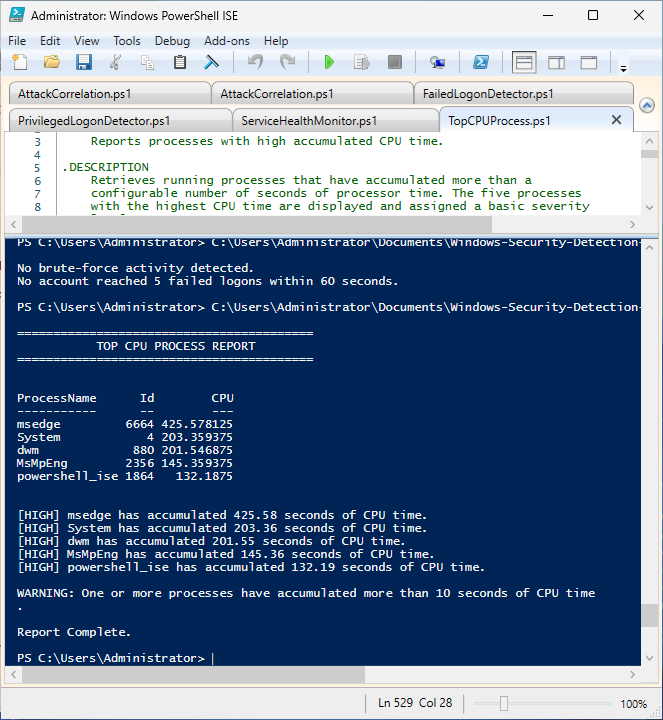 Administrator: Windows PowerShell ISE
File Edit View Tools Debug Add-ons Help
AttackCorrelation.ps1 AttackCorrelation.ps1 FailedLogonDetector.ps1
PrivilegedLogonDetector.ps1 ServiceHealthMonitor.ps1 TopCPUProcess.ps1
3 Reports processes with high accumulated CPU time.
4
5 .DESCRIPTION
6 Retrieves running processes that have accumulated more than a
7 configurable number of seconds of processor time. The five processes
8 with the highest CPU time are displayed and assigned a basic severity
PS C:\Users\Administrator> C:\Users\Administrator\Documents\Windows-Security-Detection-
No brute-force activity detected.
No account reached 5 failed logons within 60 seconds.
PS C:\Users\Administrator> C:\Users\Administrator\Documents\Windows-Security-Detection-
=========================================
TOP CPU PROCESS REPORT
=========================================
ProcessName Id CPU
----------- -- ---
msedge 6664 425.578125
System 4 203.359375
dwm 880 201.546875
MsMpEng 2356 145.359375
powershell_ise 1864 132.1875
[HIGH] msedge has accumulated 425.58 seconds of CPU time.
[HIGH] System has accumulated 203.36 seconds of CPU time.
[HIGH] dwm has accumulated 201.55 seconds of CPU time.
[HIGH] MsMpEng has accumulated 145.36 seconds of CPU time.
[HIGH] powershell_ise has accumulated 132.19 seconds of CPU time.
WARNING: One or more processes have accumulated more than 10 seconds of CPU time
.
Report Complete.
PS C:\Users\Administrator>
Ln 529 Col 28 100%